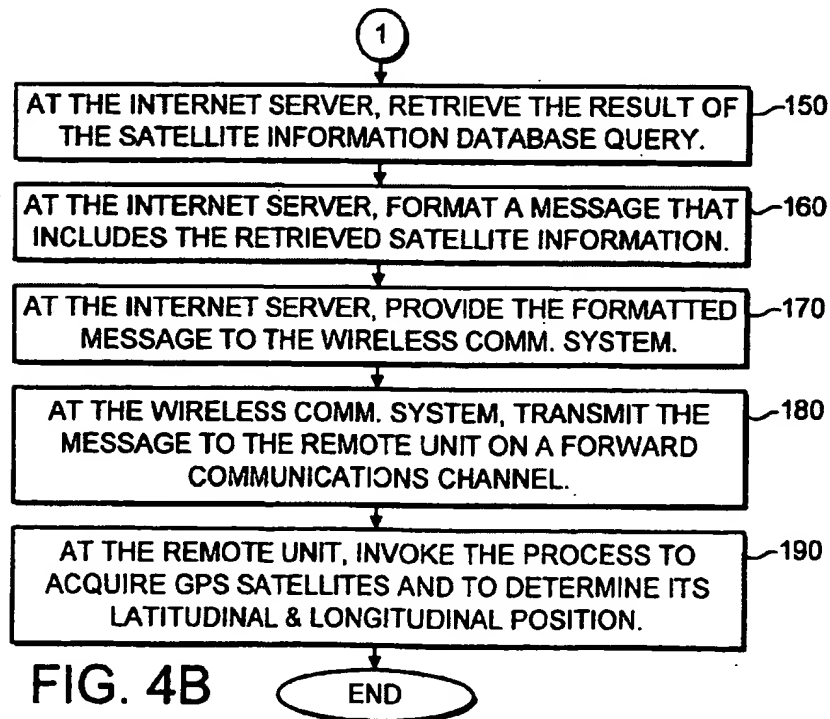 1
AT THE INTERNET SERVER, RETRIEVE THE RESULT OF
THE SATELLITE INFORMATION DATABASE QUERY.
150
AT THE INTERNET SERVER, FORMAT A MESSAGE THAT
INCLUDES THE RETRIEVED SATELLITE INFORMATION.
160
AT THE INTERNET SERVER, PROVIDE THE FORMATTED
MESSAGE TO THE WIRELESS COMM. SYSTEM.
170
AT THE WIRELESS COMM. SYSTEM, TRANSMIT THE
MESSAGE TO THE REMOTE UNIT ON A FORWARD
COMMUNICATIONS CHANNEL.
180
AT THE REMOTE UNIT, INVOKE THE PROCESS TO
ACQUIRE GPS SATELLITES AND TO DETERMINE ITS
LATITUDINAL & LONGITUDINAL POSITION.
190
FIG. 4B
END